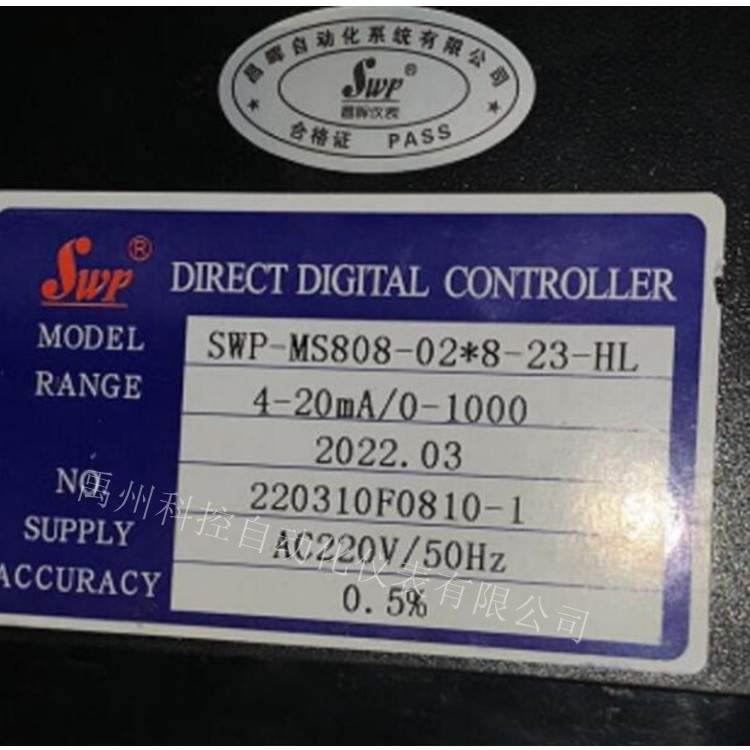 昌晖自动化系统有限公司
SWP®
昌晖仪表
合格证 PASS
SWP®
DIRECT DIGITAL CONTROLLER
MODEL SWP-MS808-02*8-23-HL
RANGE 4-20mA/0-1000
2022.03
NO 220310F0810-1
SUPPLY AC220V/50Hz
ACCURACY 0.5%
禹州科控自动化仪表有限公司